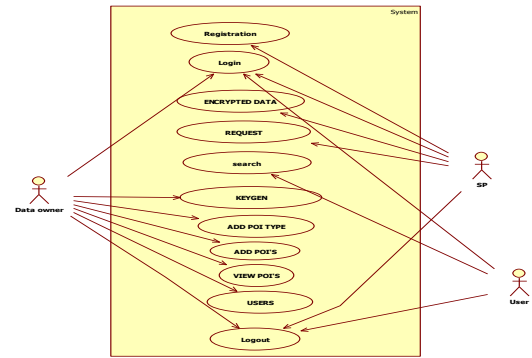 System
Registration
Login
ENCRYPTED DATA
REQUEST
search
SP
KEYGEN
Data owner
ADD POI TYPE
ADD POI'S
VIEW POI'S
USERS
User
Logout